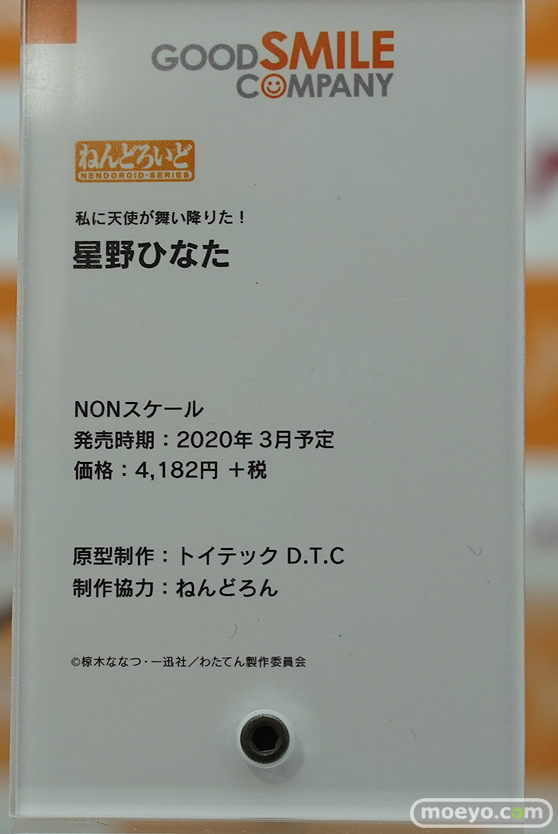 GOODSMILE
COMPANY
ねんどろいど
NENDOROID-SERIES
私に天使が舞い降りた！
星野ひなた
NONスケール
発売時期：2020年 3月予定
価格：4,182円 ＋税
原型制作：トイテック D.T.C
制作協力：ねんどろん
©椋木ななつ・一迅社／わたてん製作委員会
moeyo.com